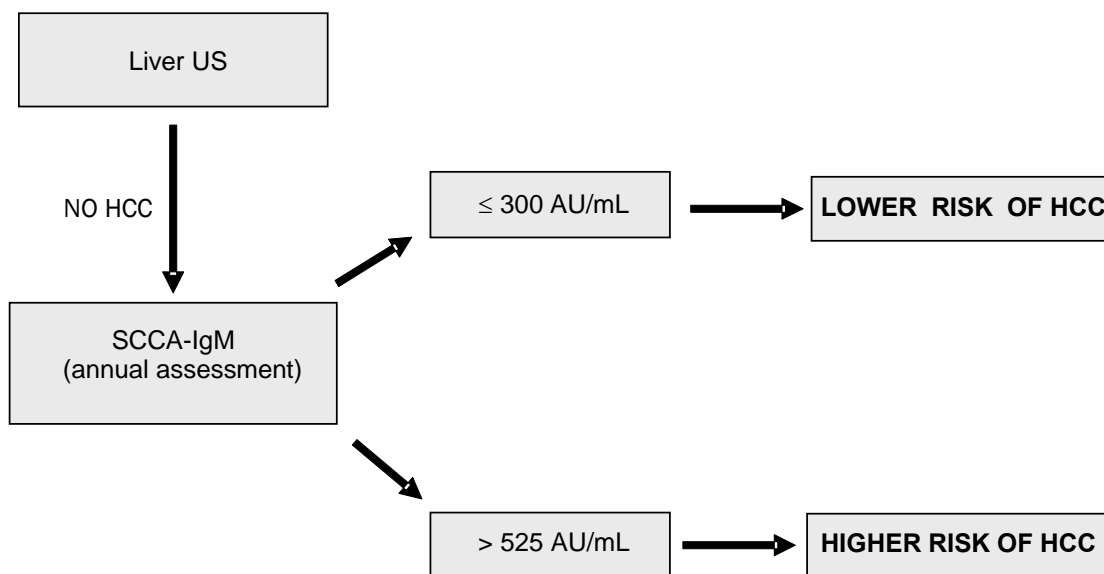 Liver US
NO HCC
≤ 300 AU/mL
LOWER RISK OF HCC
SCCA-IgM
(annual assessment)
> 525 AU/mL
HIGHER RISK OF HCC